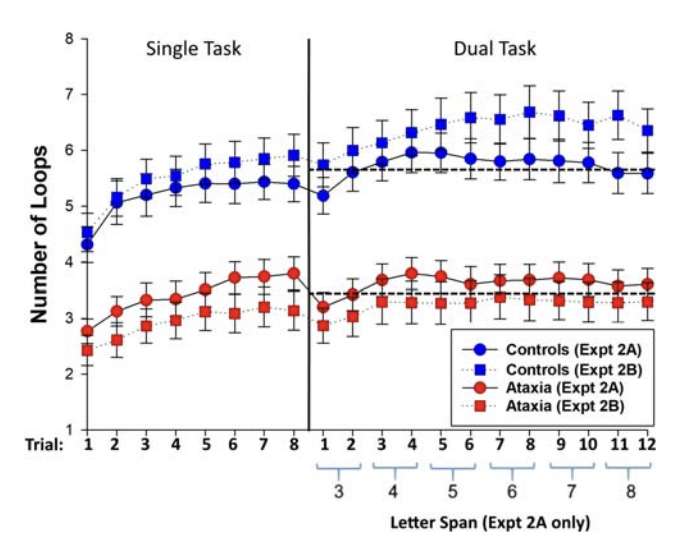 Single Task Dual Task
Number of Loops
8
7
6
5
4
3
2
1
Controls (Expt 2A)
Controls (Expt 2B)
Ataxia (Expt 2A)
Ataxia (Expt 2B)
Trial: 1 2 3 4 5 6 7 8 1 2 3 4 5 6 7 8 9 10 11 12
3 4 5 6 7 8
Letter Span (Expt 2A only)